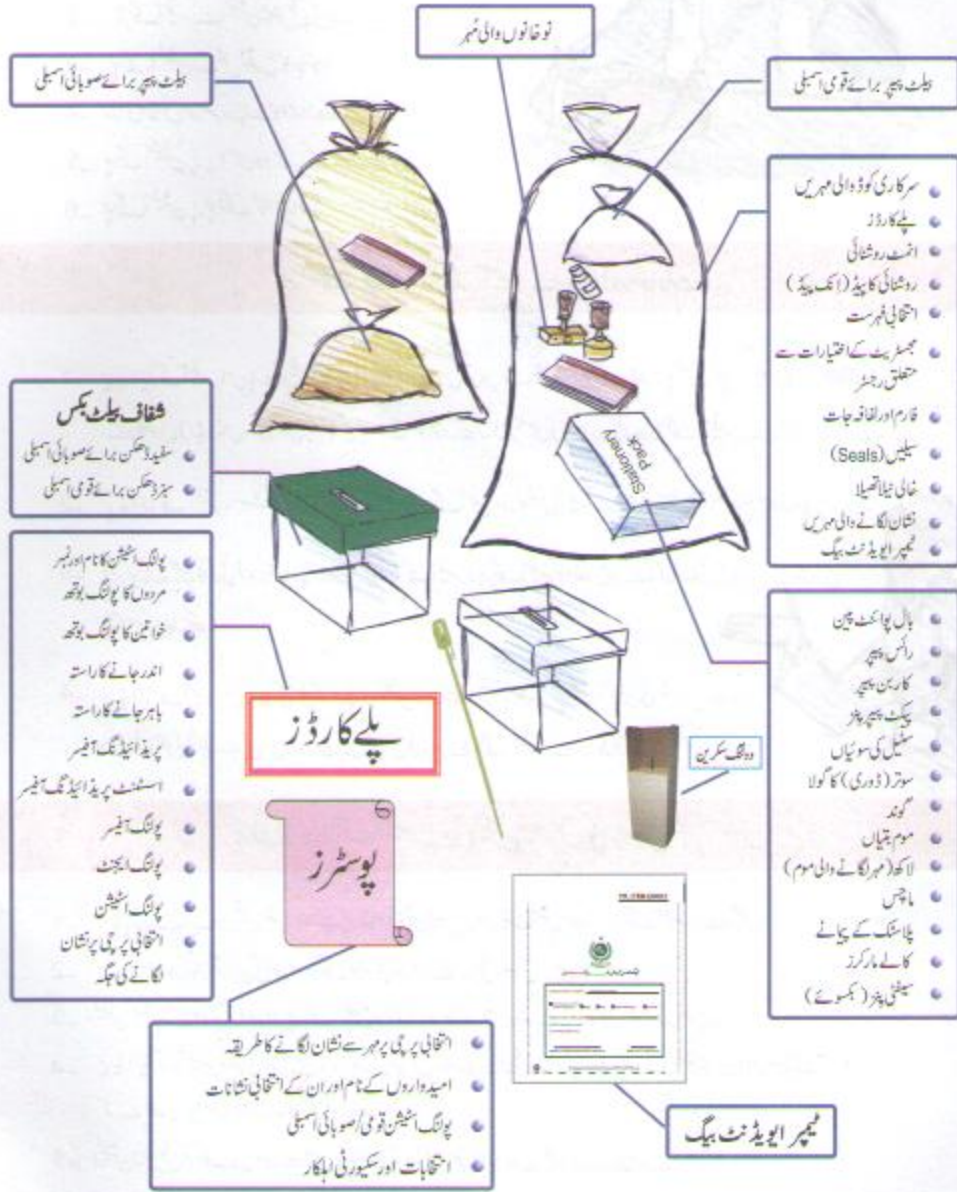 نو خانوں والی مُہر
بیلٹ پیپر برائے صوبائی اسمبلی
بیلٹ پیپر برائے قومی اسمبلی
سرکاری کوڈ والی مہریں
پلے کارڈز
انمٹ روشنائی
روشنائی کا پیڈ (انک پیڈ)
انتخابی فہرست
مجسٹریٹ کے اختیارات سے
متعلق رجسٹر
فارم اور لفافہ جات
سیلیں (Seals)
خالی نیلا تھیلا
نشان لگانے والی مہریں
ٹیمپر ایویڈنٹ بیگ
شفاف بیلٹ بکس
سفید ڈھکن برائے صوبائی اسمبلی
سبز ڈھکن برائے قومی اسمبلی
Stationery
Pack
پولنگ اسٹیشن کا نام اور نمبر
مردوں کا پولنگ بوتھ
خواتین کا پولنگ بوتھ
اندر جانے کا راستہ
باہر جانے کا راستہ
پریذائیڈنگ آفیسر
اسسٹنٹ پریذائیڈنگ آفیسر
پولنگ آفیسر
پولنگ ایجنٹ
پولنگ اسٹیشن
انتخابی پرچی پر نشان
لگانے کی جگہ
پلے کارڈز
ووٹنگ سکرین
بال پوائنٹ پین
رائس پیپر
کاربن پیپر
پیکٹ پیپر پنز
سٹیل کی سوئیاں
سوتر (ڈوری) کا گولا
گوند
موم بتیاں
لاکھ (مہر لگانے والی موم)
ماچس
پلاسٹک کے پیمانے
کالے مارکرز
سیفٹی پنز (بکسوئے)
پوسٹرز
انتخابی پرچی پر مہر سے نشان لگانے کا طریقہ
امیدواروں کے نام اور ان کے انتخابی نشانات
پولنگ اسٹیشن قومی/صوبائی اسمبلی
انتخابات اور سکیورٹی اہلکار
ٹیمپر ایویڈنٹ بیگ